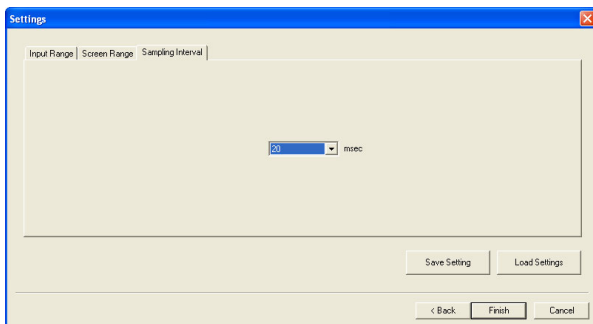 Settings
Input Range Screen Range Sampling Interval
20 msec
Save Setting Load Settings
< Back Finish Cancel